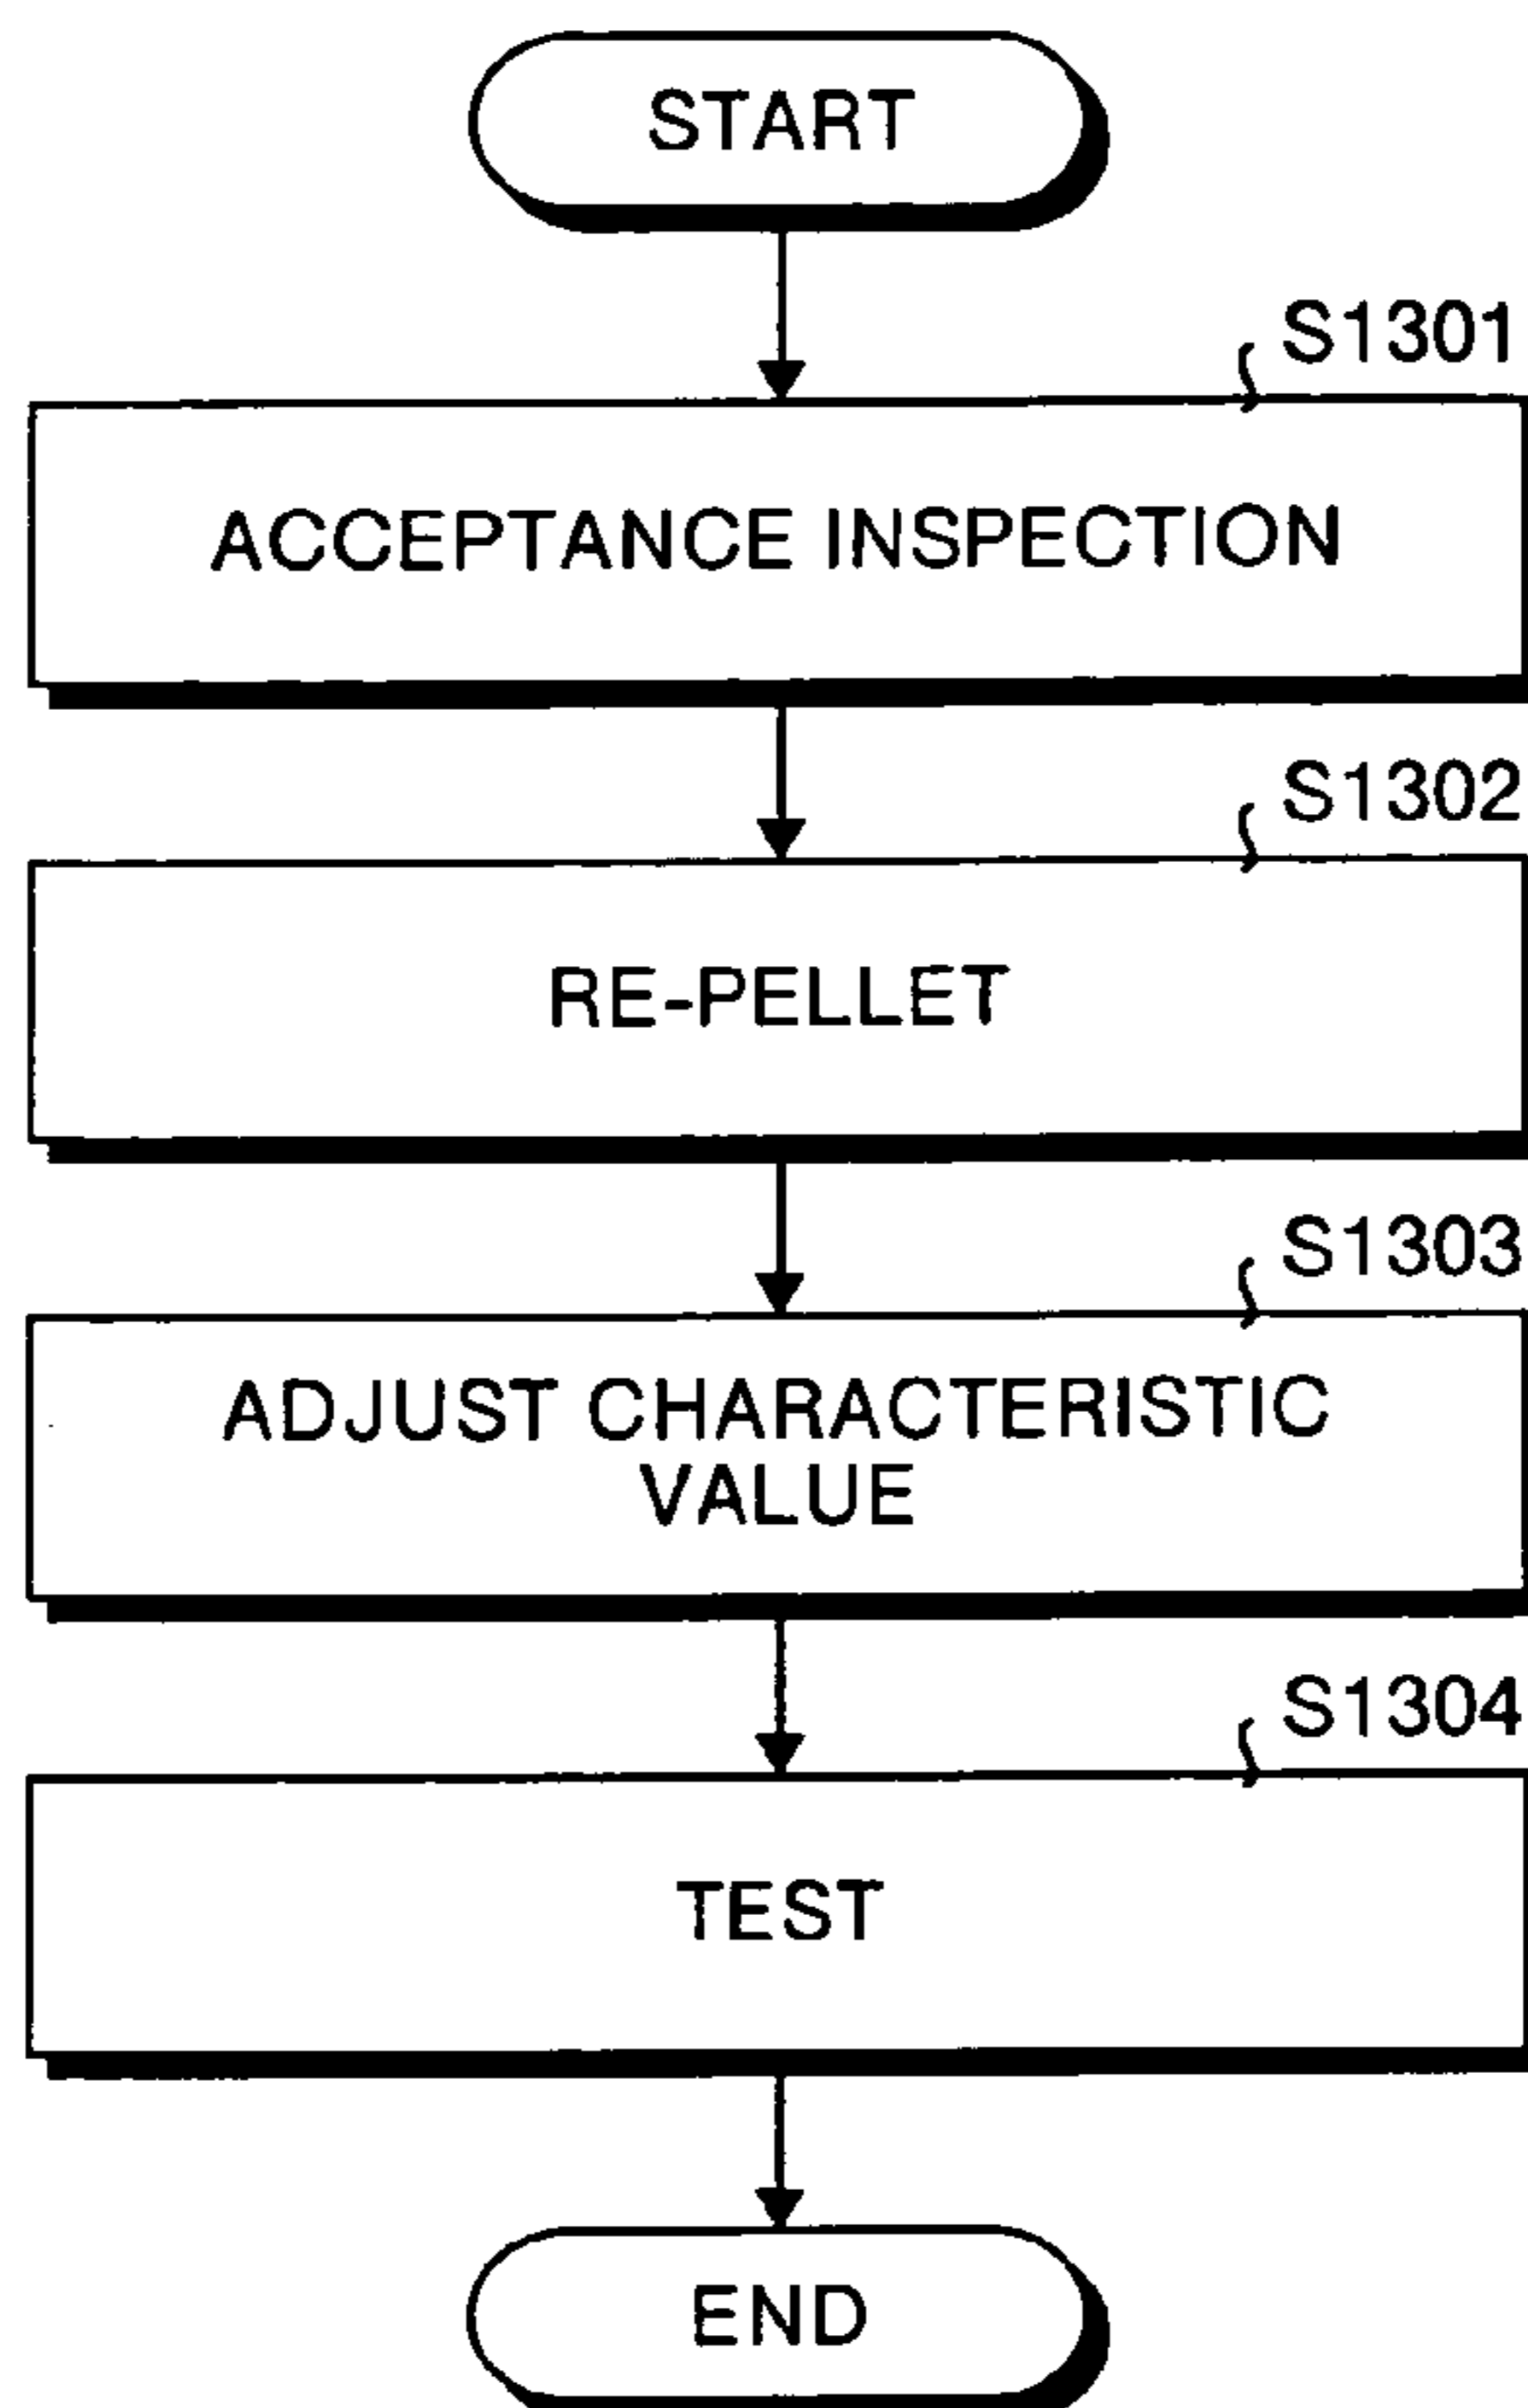 START
S1301
ACCEPTANCE INSPECTION
S1302
RE-PELLET
S1303
ADJUST CHARACTERISTIC
VALUE
S1304
TEST
END